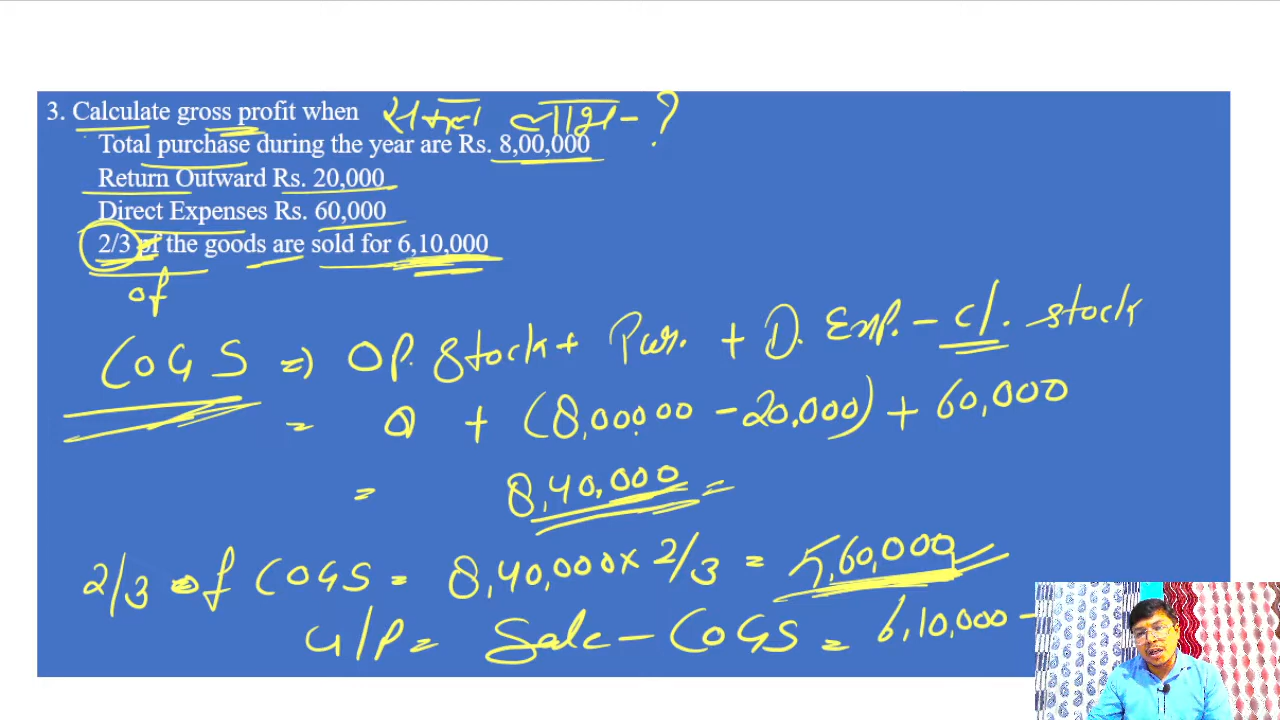 3. Calculate gross profit when सकल लाभ - ?
Total purchase during the year are Rs. 8,00,000
Return Outward Rs. 20,000
Direct Expenses Rs. 60,000
2/3 of the goods are sold for 6,10,000
of
COGS => OP. Stock + Pur. + D. Exp. - cl. stock
= 0 + (8,00,000 - 20,000) + 60,000
= 8,40,000 =
2/3 of COGS = 8,40,000 x 2/3 = 5,60,000
G/P = Sale - COGS = 6,10,000 -